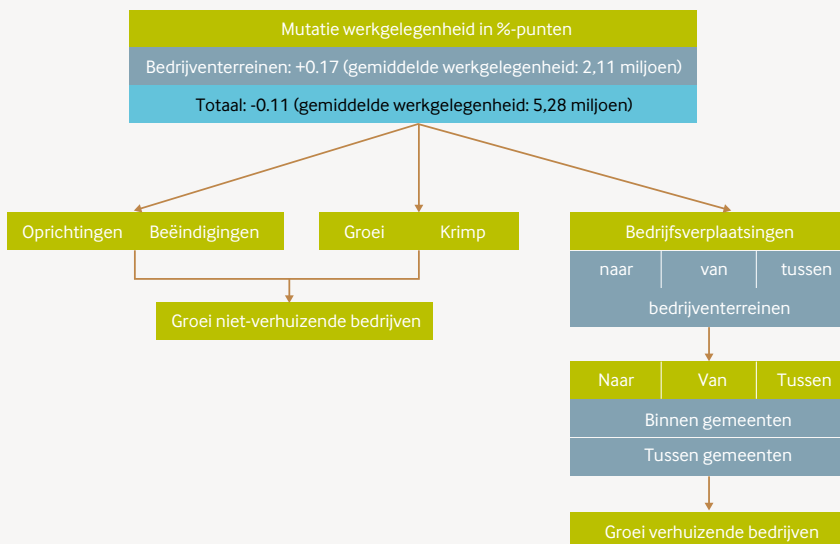 Mutatie werkgelegenheid in %-punten
Bedrijventerreinen: +0.17 (gemiddelde werkgelegenheid: 2,11 miljoen)
Totaal: -0.11 (gemiddelde werkgelegenheid: 5,28 miljoen)
Oprichtingen Beëindigingen
Groei Krimp
Groei niet-verhuizende bedrijven
Bedrijfsverplaatsingen
naar van tussen
bedrijventerreinen
Naar Van Tussen
Binnen gemeenten
Tussen gemeenten
Groei verhuizende bedrijven